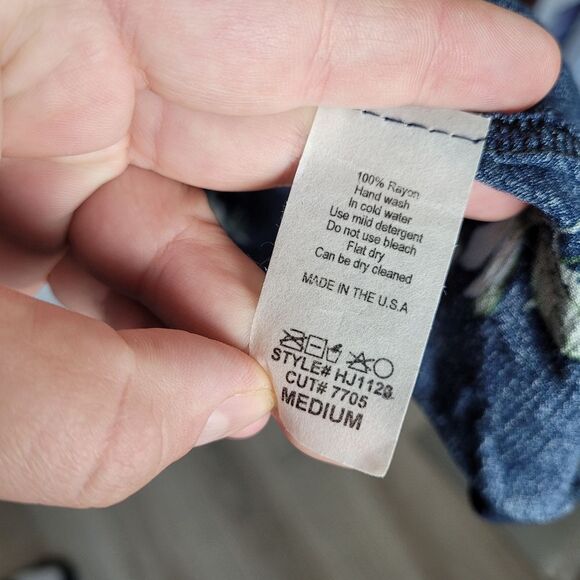 100% Rayon
Hand wash
In cold water
Use mild detergent
Do not use bleach
Flat dry
Can be dry cleaned
MADE IN THE U.S.A
STYLE# HJ1128
CUT# 7705
MEDIUM